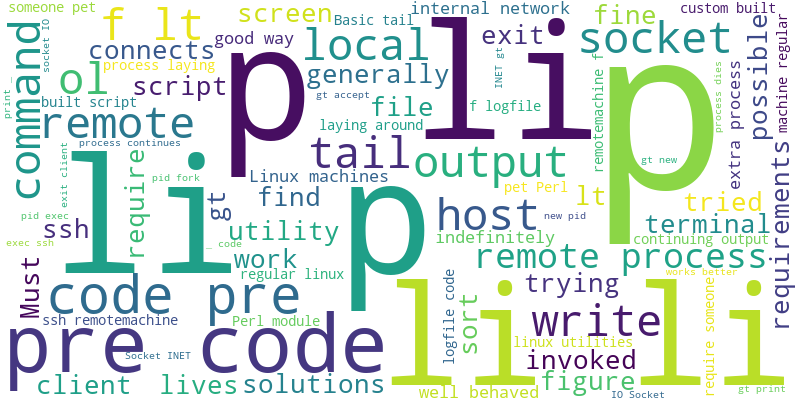 someone pet
f lt
screen
Basic tail
internal network
custom built
socket IO
connects
good way
local
exit
socket
fine
process laying
command
ol
script
p
li
generally
INET gt
possible
machine regular
print _
built script
gt accept
file
f logfile
remotemachine f
p
process dies
extra process
remote
laying around
process continues
tail
output
gt new
exit client
require
li
pid fork
Linux machines
p
pet Perl
lt
tried
requirements
find
gt
host
new pid
pid exec
ssh
utility
indefinitely
terminal
continuing output
exec ssh
_ code
work
remote process
Must
regular linux
works better
code pre
trying
logfile code
sort
li
li
require someone
write
ssh remotemachine
Perl module
pre code
linux utilities
Socket INET
invoked
client
lives
solutions
figure
well behaved
IO Socket
gt print